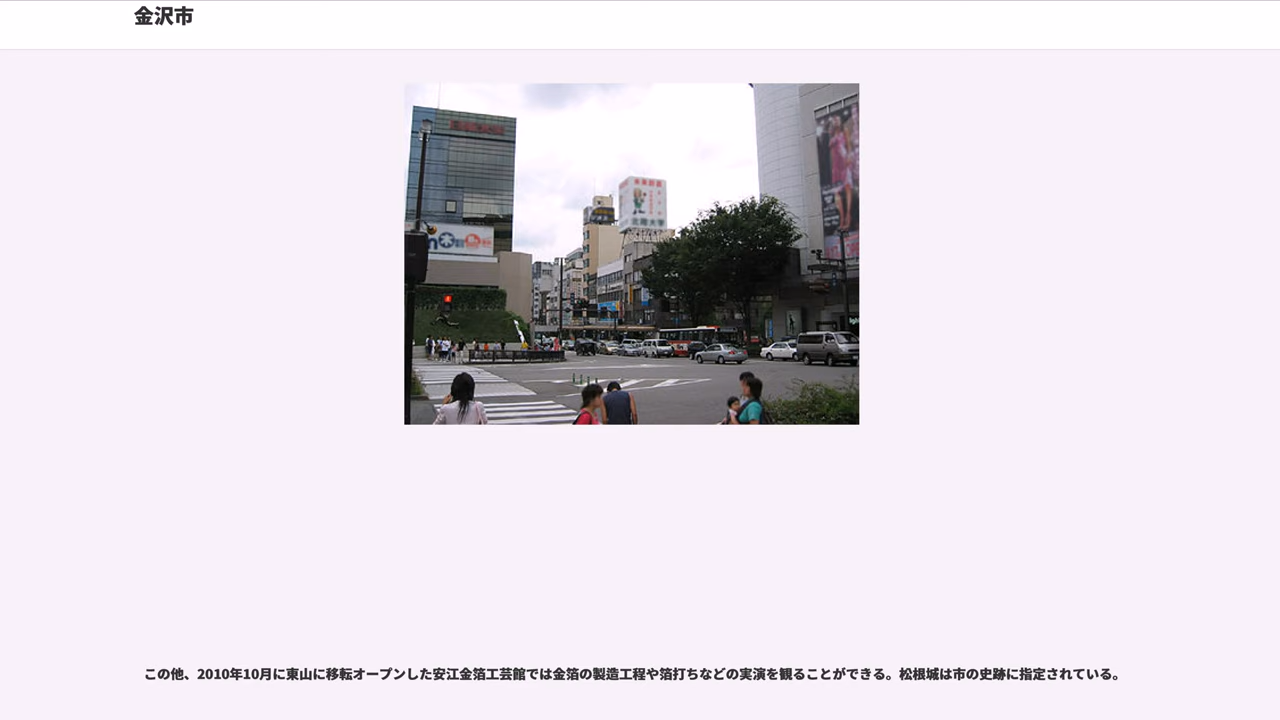 金沢市
北陸大学
この他、2010年10月に東山に移転オープンした安江金箔工芸館では金箔の製造工程や箔打ちなどの実演を観ることができる。松根城は市の史跡に指定されている。